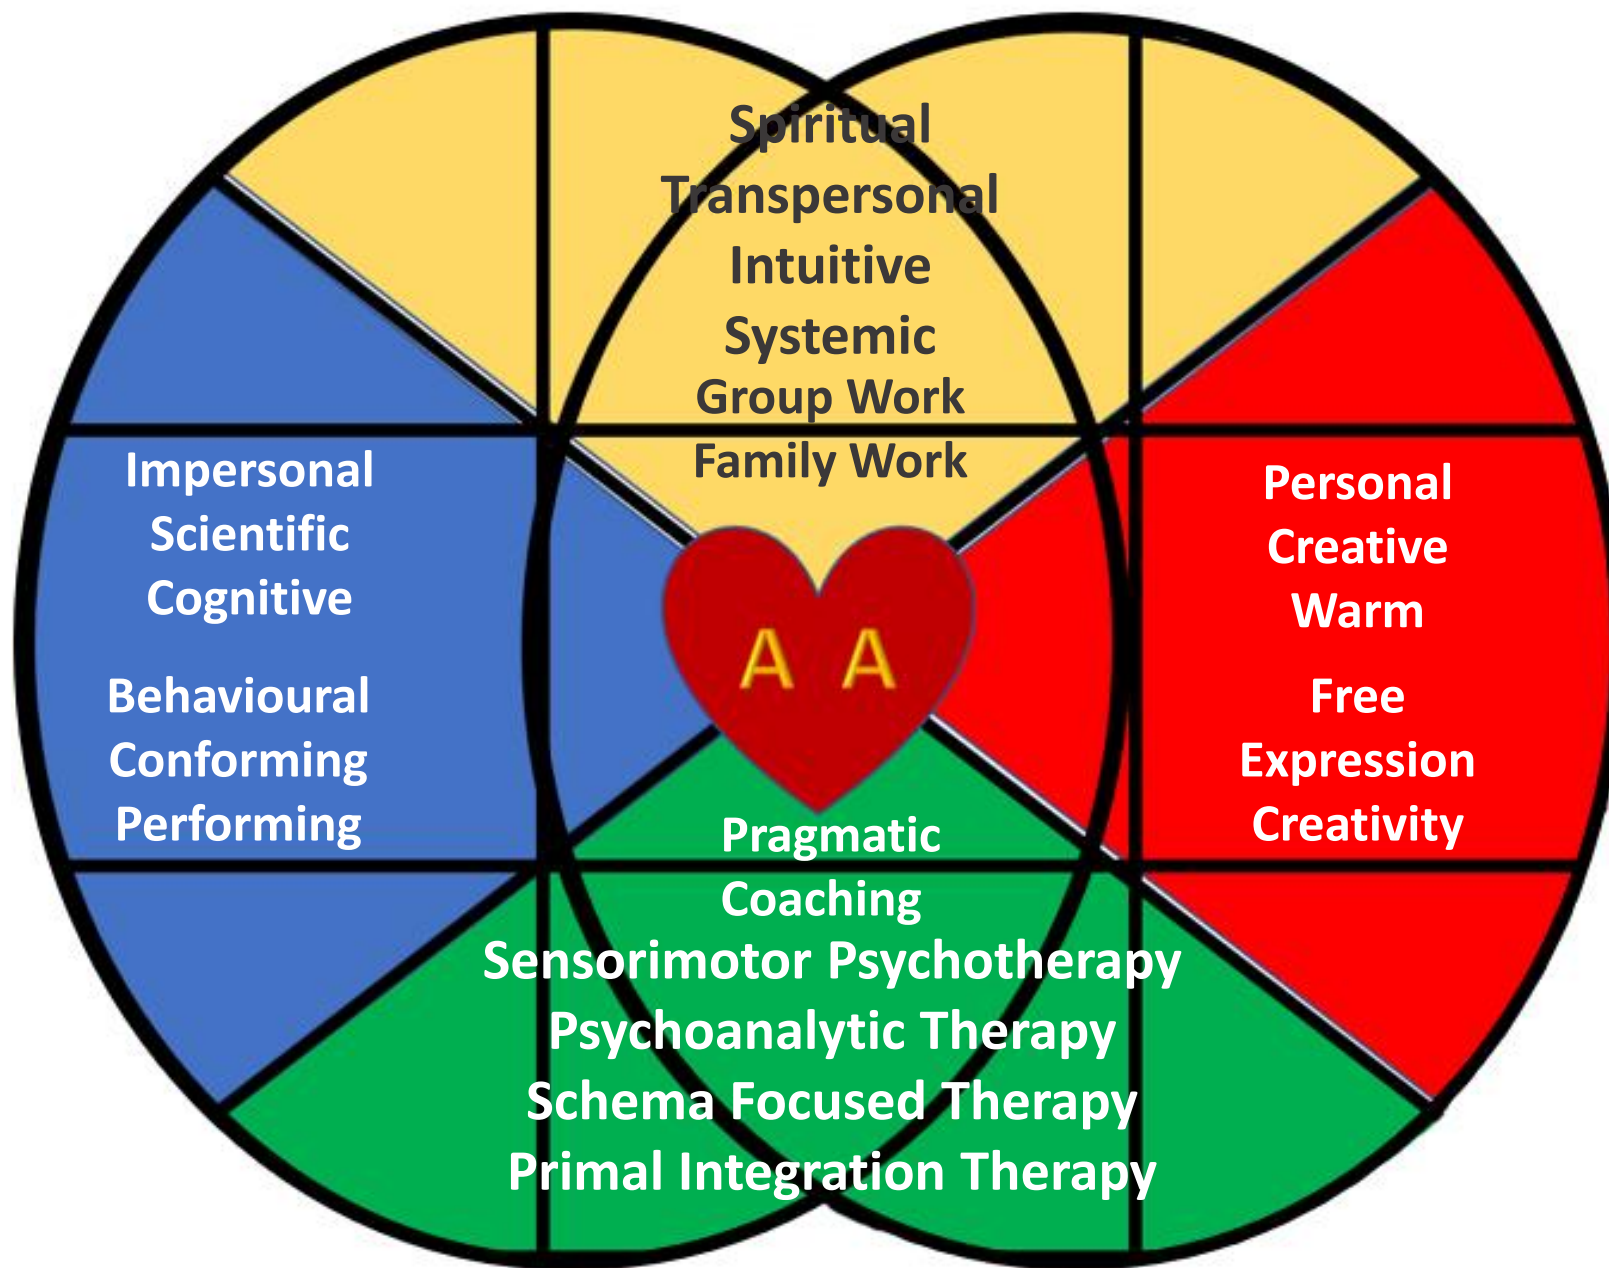 Spiritual
Transpersonal
Intuitive
Systemic
Group Work
Family Work
Impersonal
Scientific
Cognitive
Behavioural
Conforming
Performing
A A
Personal
Creative
Warm
Free
Expression
Creativity
Pragmatic
Coaching
Sensorimotor Psychotherapy
Psychoanalytic Therapy
Schema Focused Therapy
Primal Integration Therapy